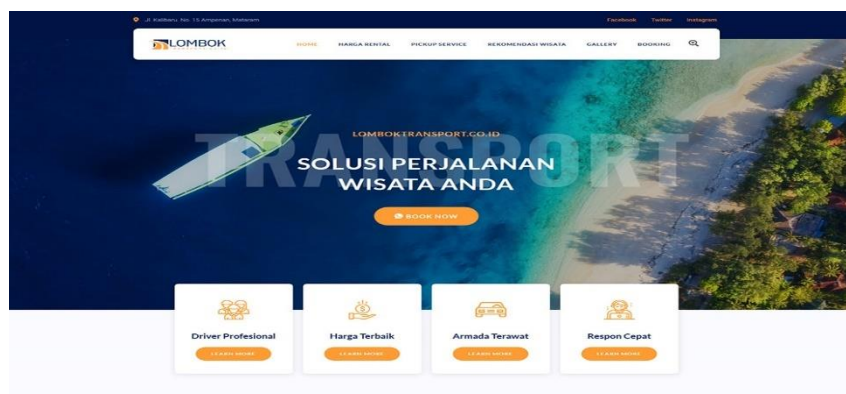 Jl. Kalibaru No. 15 Ampenan, Mataram
Facebook Twitter Instagram
LOMBOK
HOME HARGA RENTAL PICKUP SERVICE REKOMENDASI WISATA GALLERY BOOKING
LOMBOKTRANSPORT.CO.ID
TRANSPORT
SOLUSI PERJALANAN
WISATA ANDA
BOOK NOW
Driver Profesional Harga Terbaik Armada Terawat Respon Cepat
LEARN MORE LEARN MORE LEARN MORE LEARN MORE